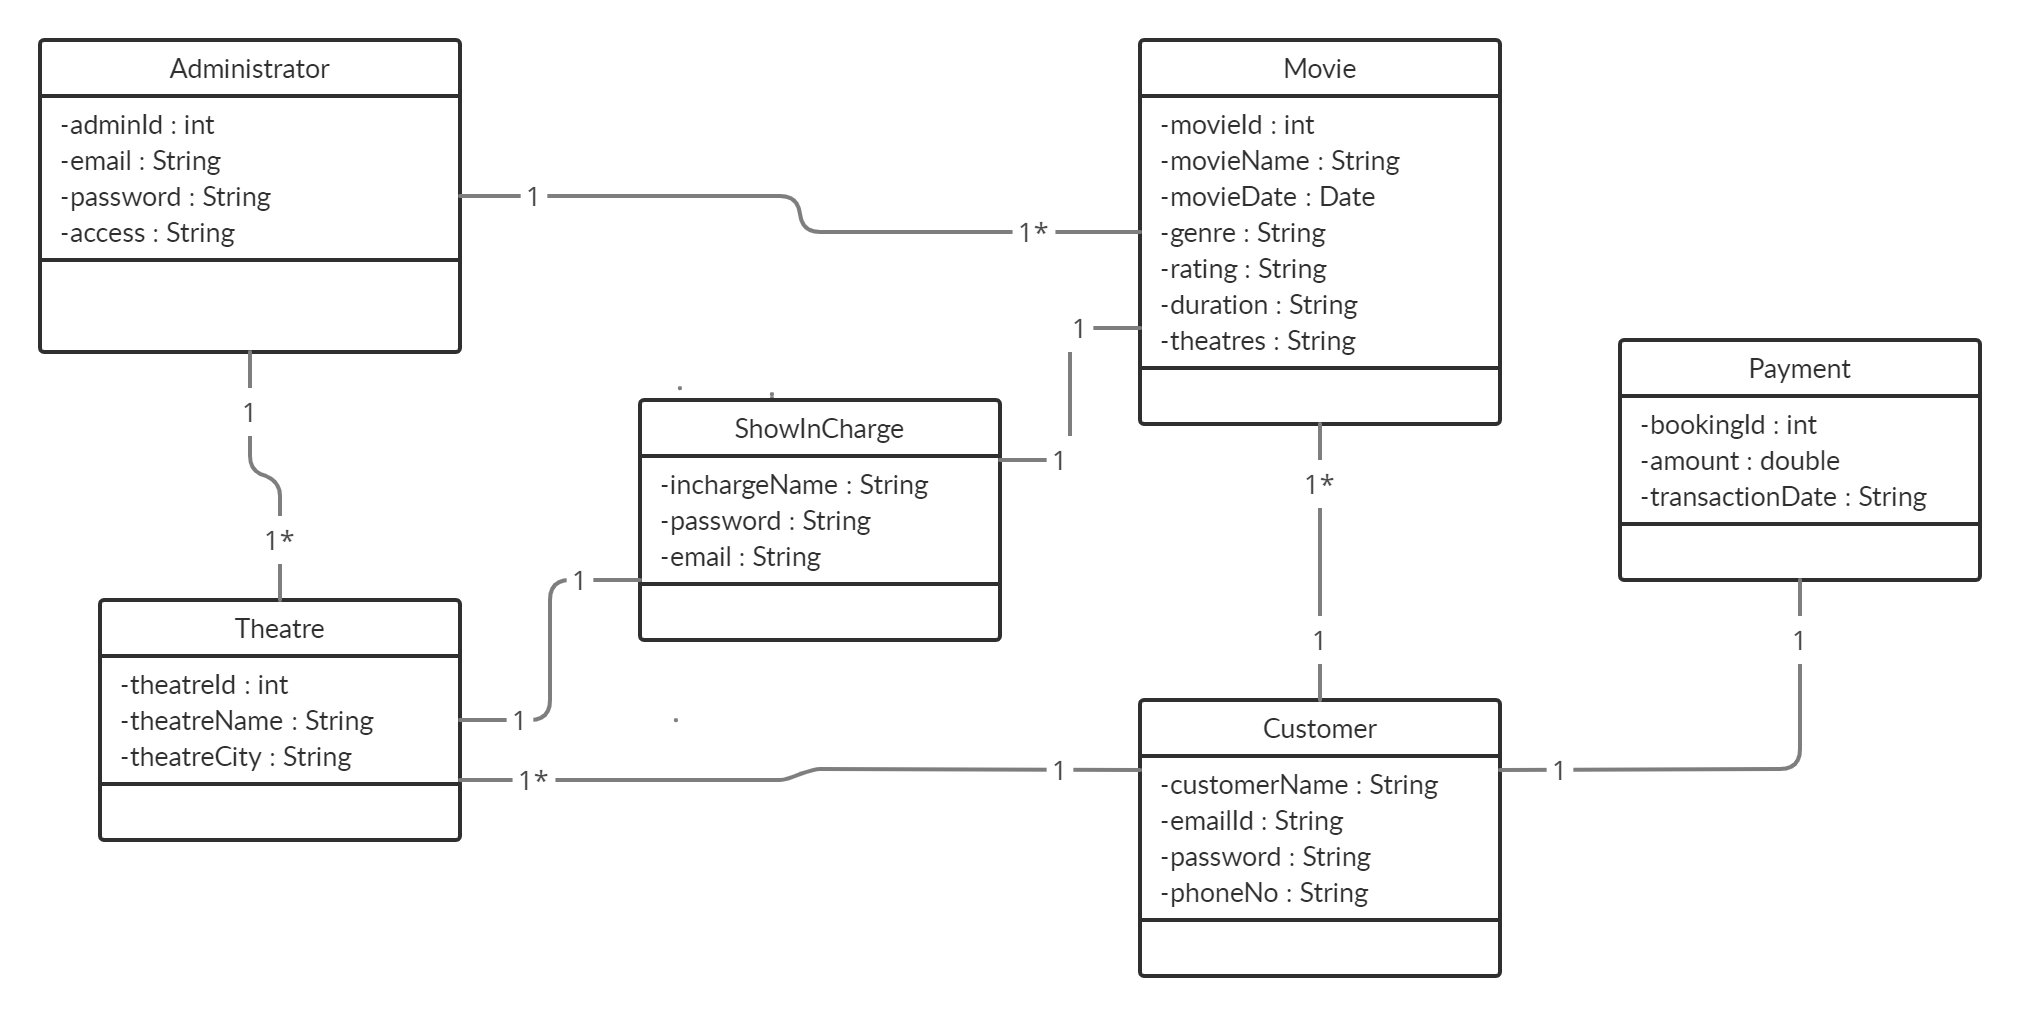 Administrator
-adminId : int
-email : String
-password : String
-access : String
1
1*
Movie
-movieId : int
-movieName : String
-movieDate : Date
-genre : String
-rating : String
-duration : String
-theatres : String
1
1
ShowInCharge
-inchargeName : String
-password : String
-email : String
1
1
1
1*
Theatre
-theatreId : int
-theatreName : String
-theatreCity : String
1*
1
1*
1
Customer
-customerName : String
-emailId : String
-password : String
-phoneNo : String
1
1
Payment
-bookingId : int
-amount : double
-transactionDate : String